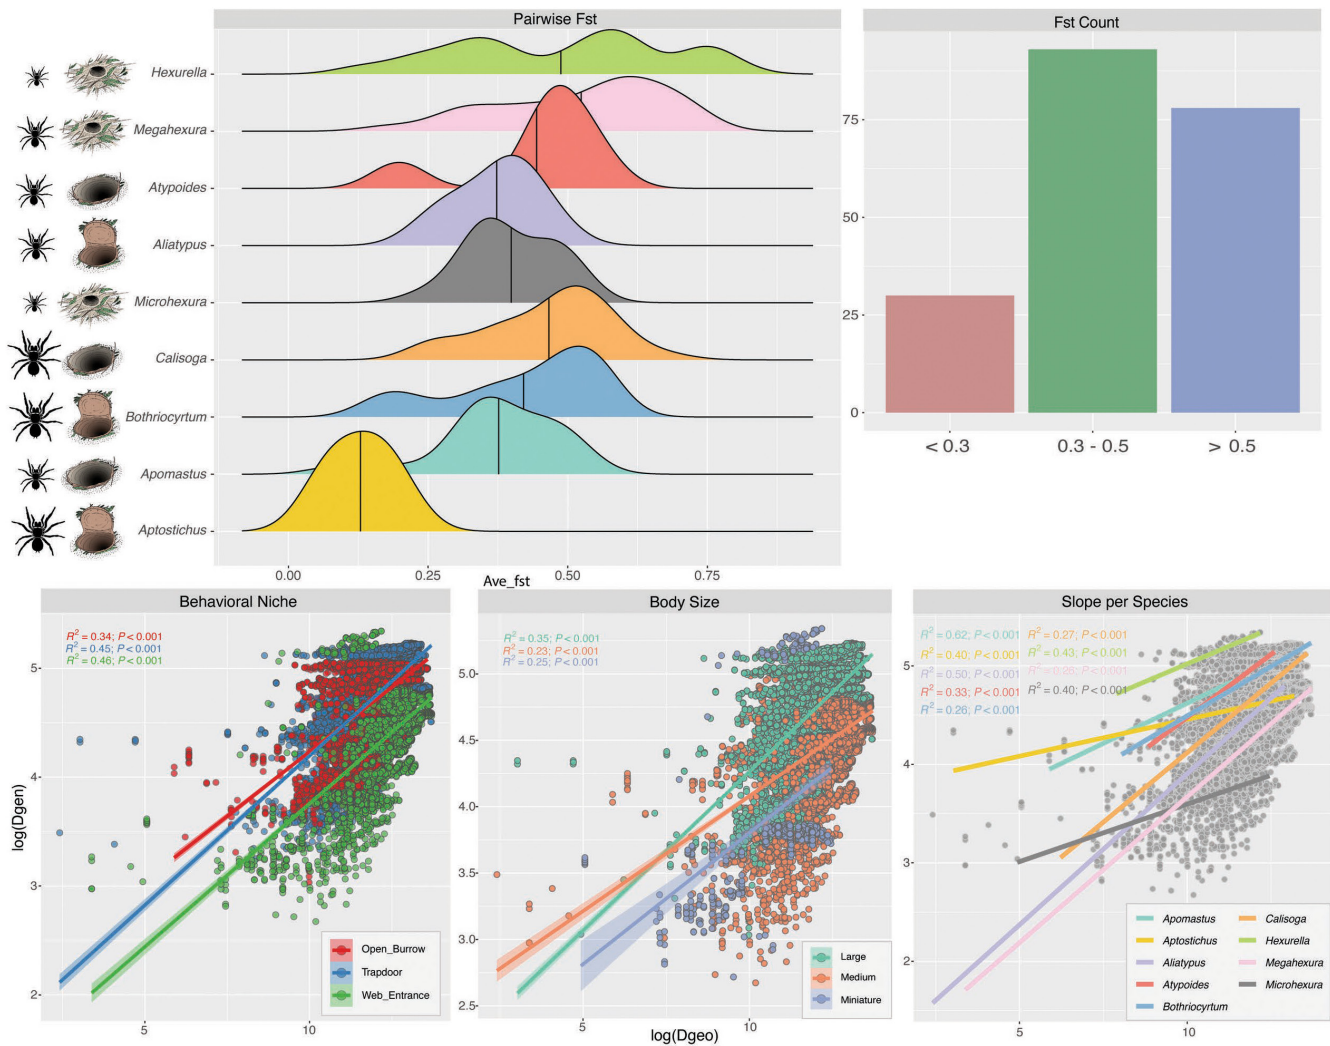 Pairwise Fst
Hexurella
Megahexura
Atypoides
Aliatypus
Microhexura
Calisoga
Bothriocyrtum
Apomastus
Aptostichus
0.00 0.25 0.50 0.75
Ave_fst
Fst Count
75
50
25
0
< 0.3 0.3 - 0.5 > 0.5
Behavioral Niche
R² = 0.34; P < 0.001
R² = 0.45; P < 0.001
R² = 0.46; P < 0.001
log(Dgen)
5
4
3
2
Open_Burrow
Trapdoor
Web_Entrance
5 10
Body Size
R² = 0.35; P < 0.001
R² = 0.23; P < 0.001
R² = 0.25; P < 0.001
5.0
4.5
4.0
3.5
3.0
2.5
Large
Medium
Miniature
5 10
log(Dgeo)
Slope per Species
R² = 0.62; P < 0.001 R² = 0.27; P < 0.001
R² = 0.40; P < 0.001 R² = 0.43; P < 0.001
R² = 0.50; P < 0.001 P < 0.001
R² = 0.33; P < 0.001 R² = 0.40; P < 0.001
R² = 0.26; P < 0.001
5
4
3
2
Apomastus Calisoga
Aptostichus Hexurella
Aliatypus Megahexura
Atypoides Microhexura
Bothriocyrtum
5 10